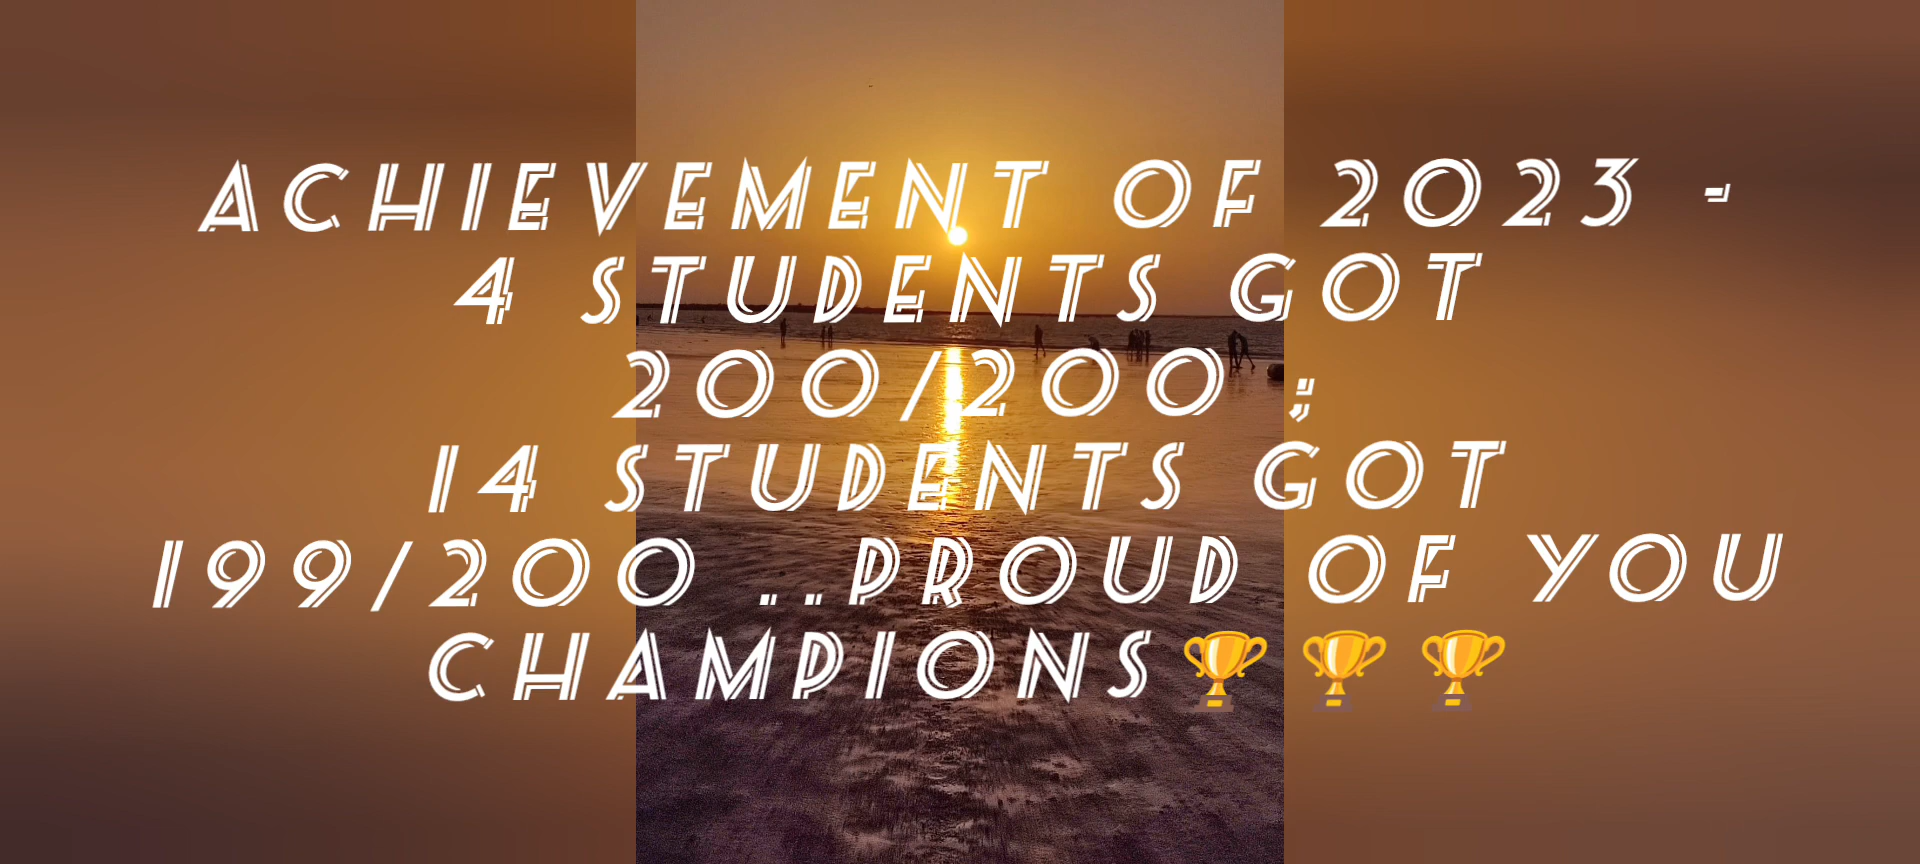 ACHIEVEMENT OF 2023 -
4 STUDENTS GOT
200/200 ;
14 STUDENTS GOT
199/200 ..PROUD OF YOU
CHAMPIONS🏆🏆🏆